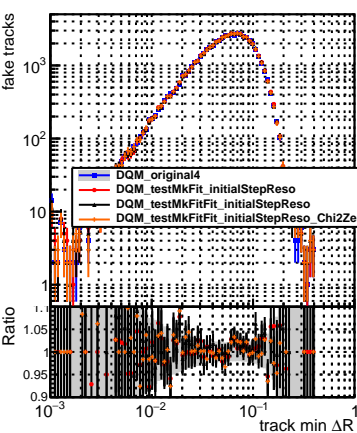 fake tracks
10³
10²
10
1
DQM_original4
DQM_testMkFit_initialStepReso
DQM_testMkFitFit_initialStepReso
DQM_testMkFitFit_initialStepReso_Chi2Ze
Ratio
1.05
1
0.95
0.9
10⁻³ 10⁻² 10⁻¹ 1
track min ΔR